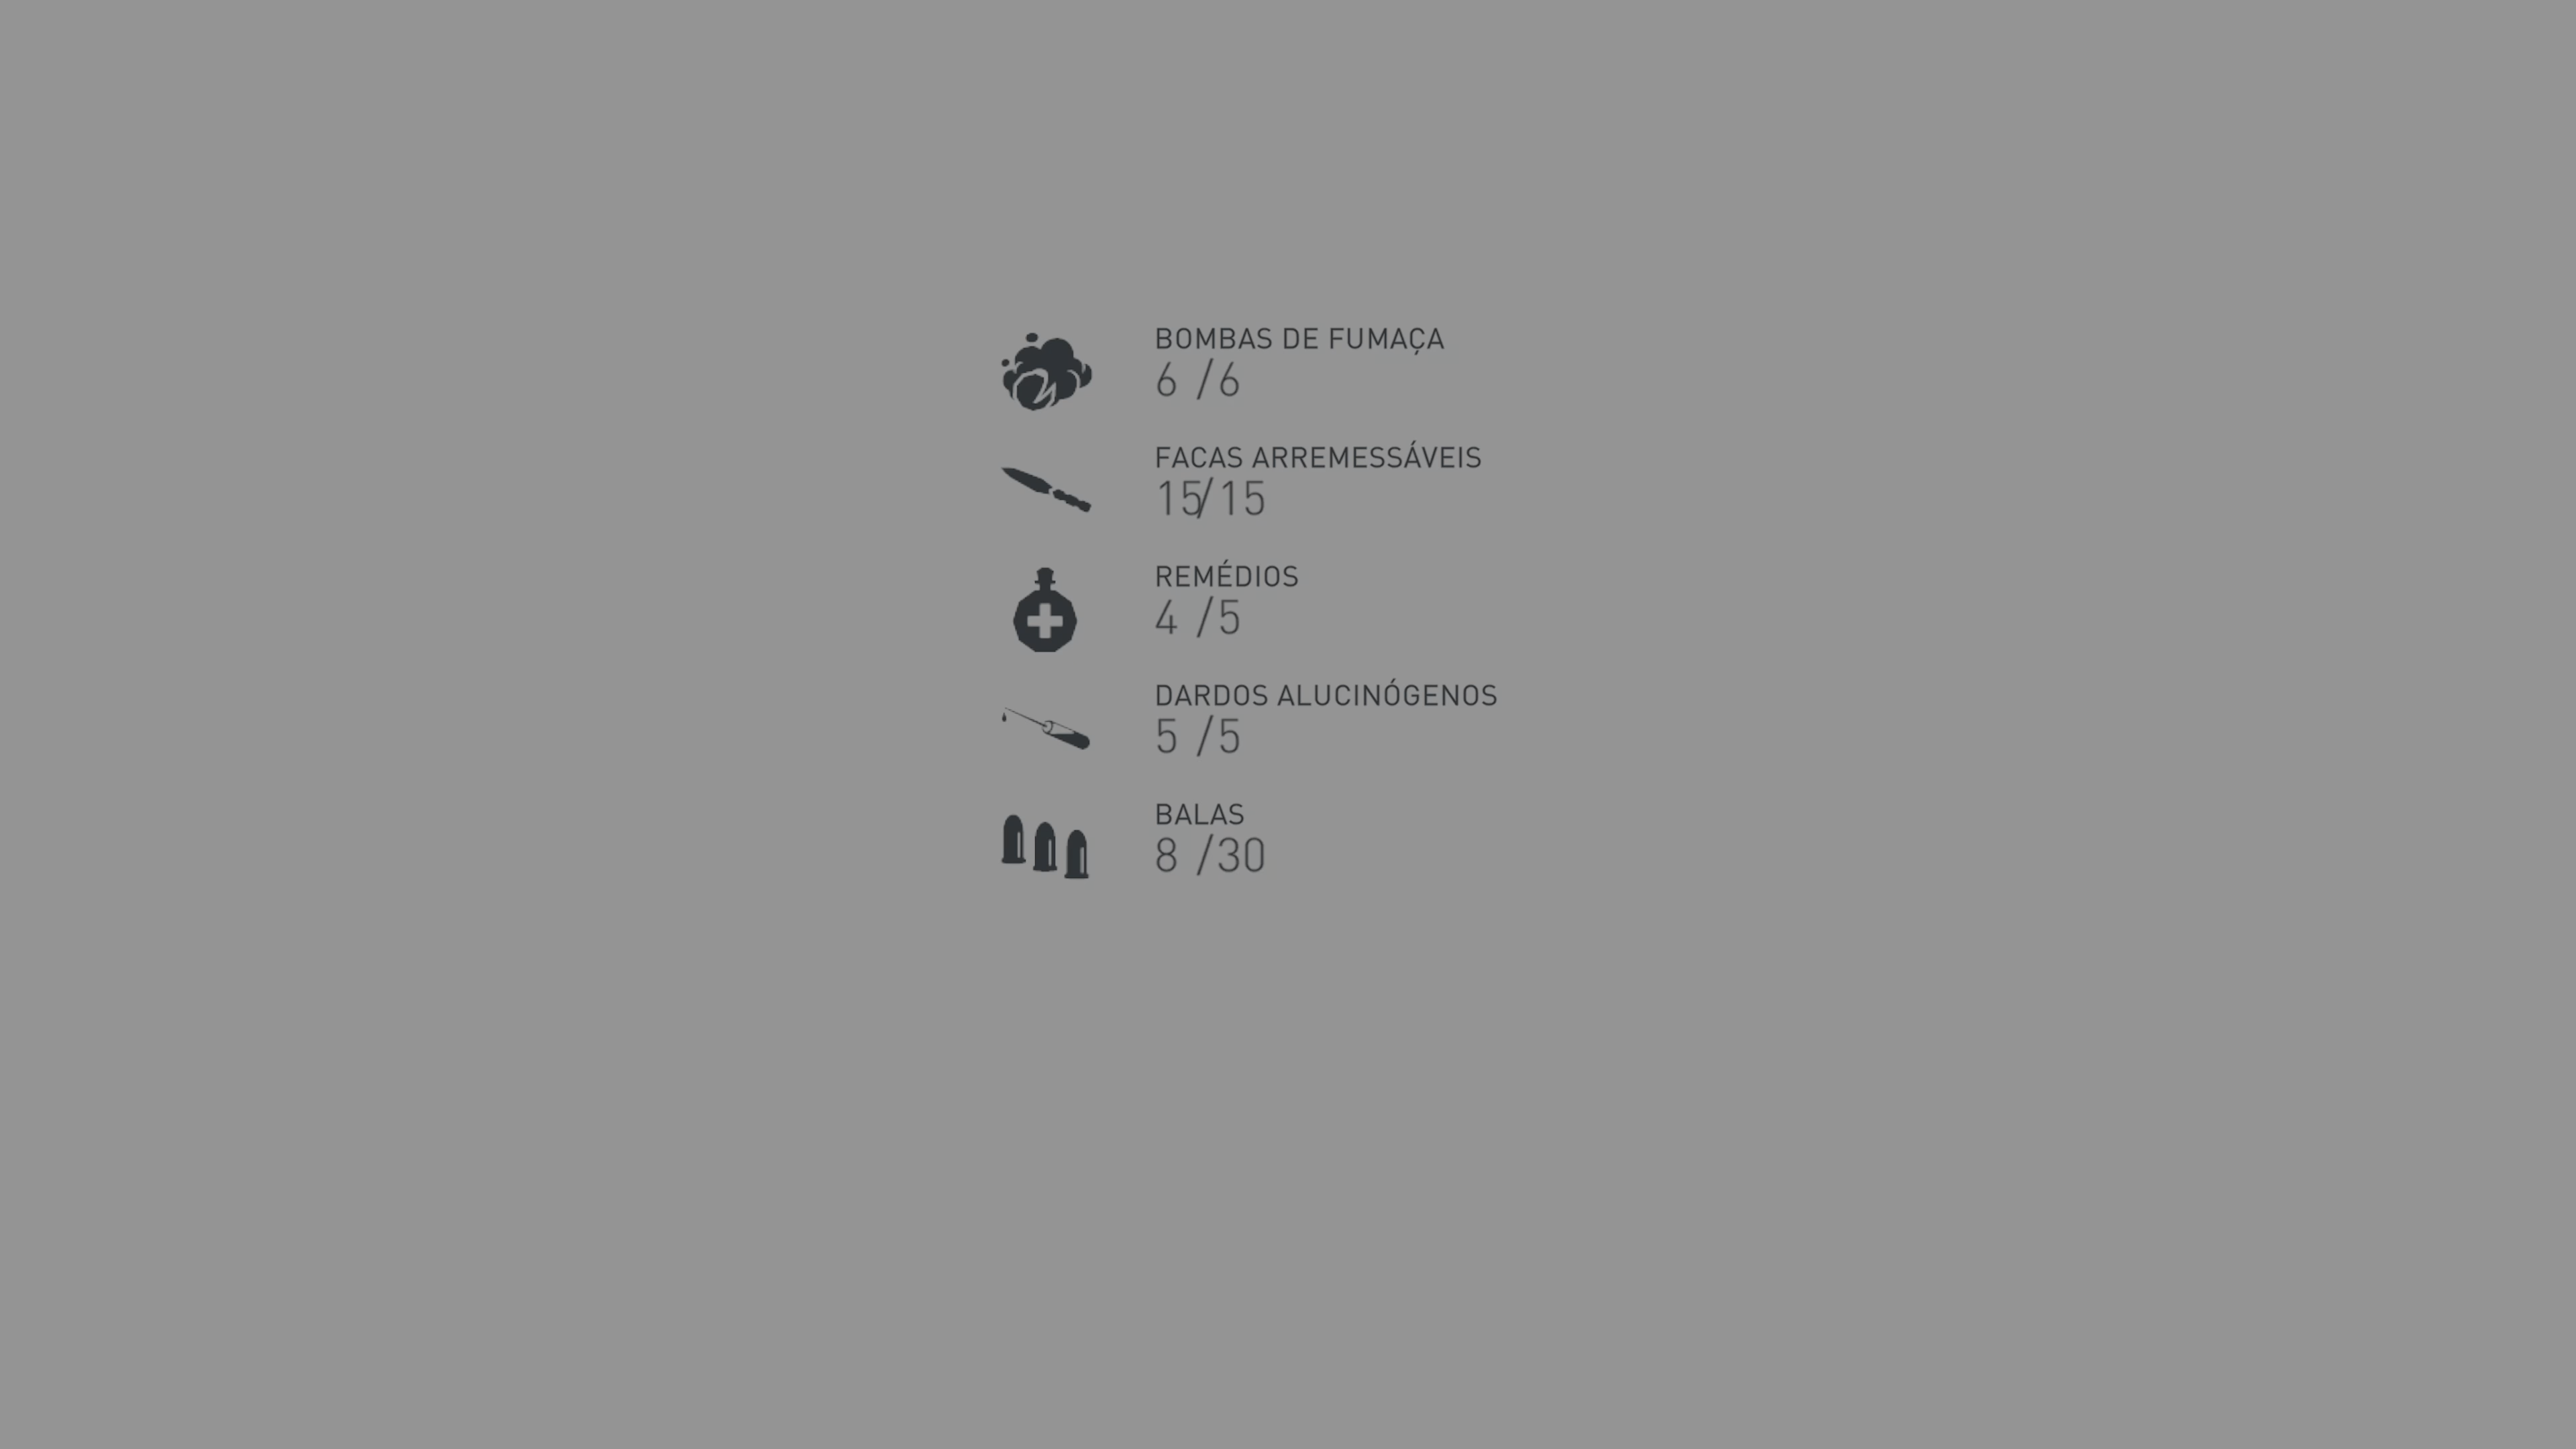 BOMBAS DE FUMAÇA
6 /6
FACAS ARREMESSÁVEIS
15/15
REMÉDIOS
4 /5
DARDOS ALUCINÓGENOS
5 /5
BALAS
8 /30